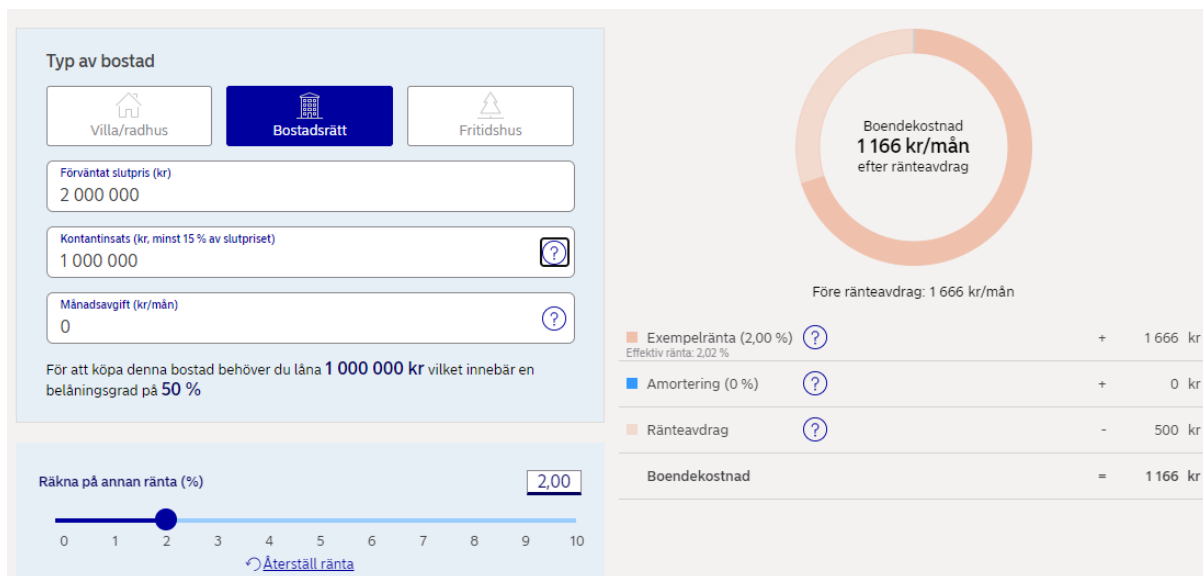 Typ av bostad
Villa/radhus
Bostadsrätt
Fritidshus
Förväntat slutpris (kr)
2 000 000
Kontantinsats (kr, minst 15 % av slutpriset)
1 000 000
?
Månadsavgift (kr/mån)
0
?
För att köpa denna bostad behöver du låna 1 000 000 kr vilket innebär en
belåningsgrad på 50 %
Räkna på annan ränta (%)
2,00
0 1 2 3 4 5 6 7 8 9 10
Återställ ränta
Boendekostnad
1 166 kr/mån
efter ränteavdrag
Före ränteavdrag: 1 666 kr/mån
Exempelränta (2,00 %) ? + 1 666 kr
Effektiv ränta: 2,02 %
Amortering (0 %) ? + 0 kr
Ränteavdrag ? - 500 kr
Boendekostnad = 1 166 kr